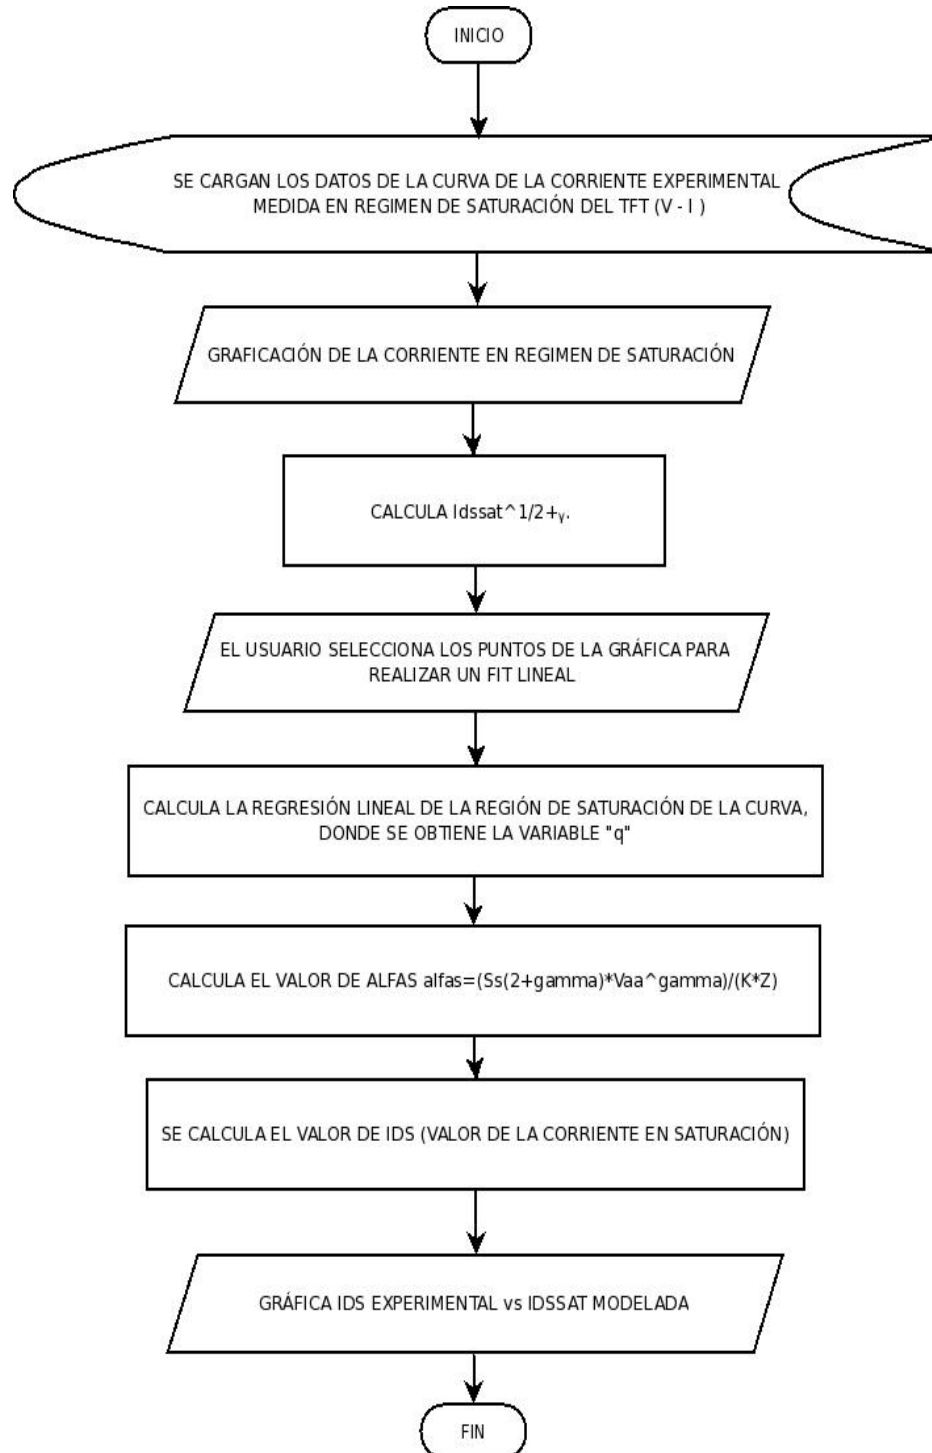 INICIO
SE CARGAN LOS DATOS DE LA CURVA DE LA CORRIENTE EXPERIMENTAL
MEDIDA EN REGIMEN DE SATURACIÓN DEL TFT (V - I )
GRAFICACIÓN DE LA CORRIENTE EN REGIMEN DE SATURACIÓN
CALCULA Idssat^1/2+ᵧ.
EL USUARIO SELECCIONA LOS PUNTOS DE LA GRÁFICA PARA
REALIZAR UN FIT LINEAL
CALCULA LA REGRESIÓN LINEAL DE LA REGIÓN DE SATURACIÓN DE LA CURVA,
DONDE SE OBTIENE LA VARIABLE "q"
CALCULA EL VALOR DE ALFAS alfas=(Ss(2+gamma)*Vaa^gamma)/(K*Z)
SE CALCULA EL VALOR DE IDS (VALOR DE LA CORRIENTE EN SATURACIÓN)
GRÁFICA IDS EXPERIMENTAL vs IDSSAT MODELADA
FIN